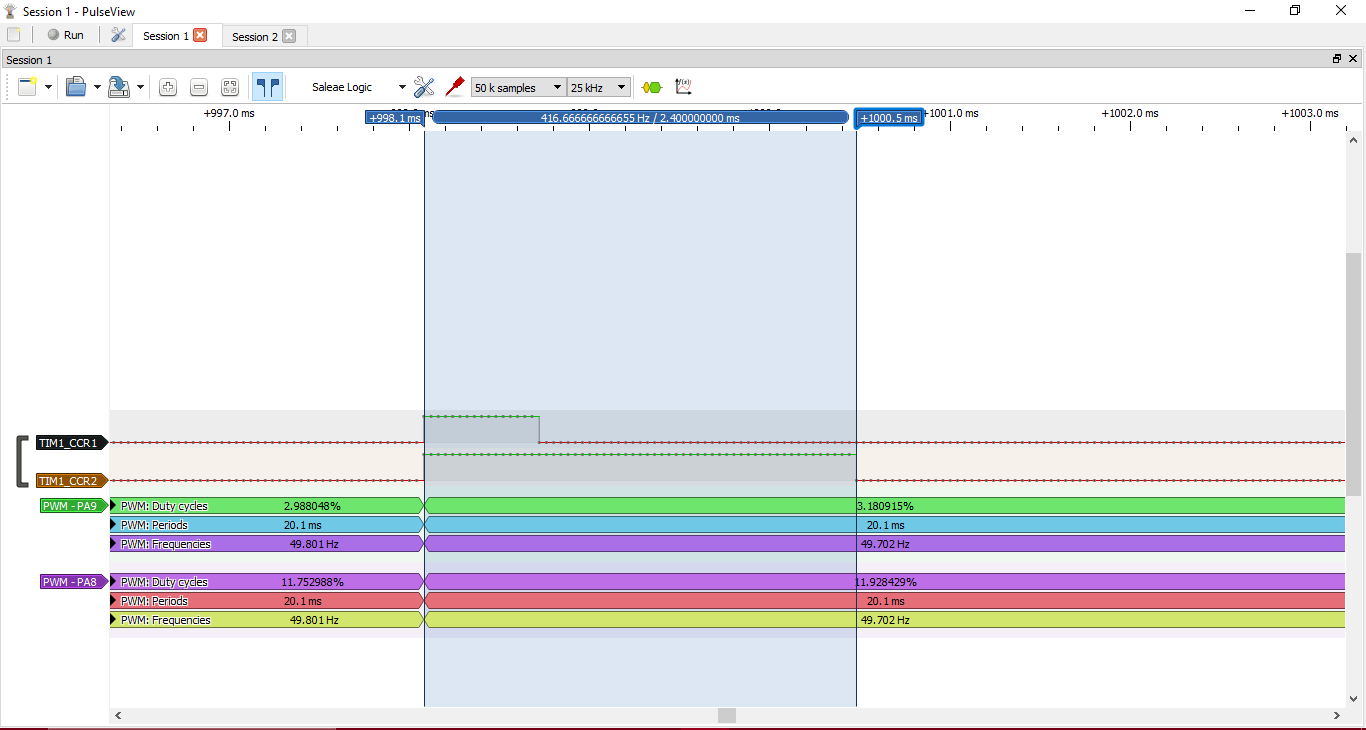 Session 1 - PulseView
Run
Session 1
Session 2
Session 1
Saleae Logic
50 k samples
25 kHz
+997.0 ms
+998.1 ms
416.666666666655 Hz / 2.400000000 ms
+1000.5 ms
+1001.0 ms
+1002.0 ms
+1003.0 ms
TIM1_CCR1
TIM1_CCR2
PWM - PA9
PWM: Duty cycles
2.988048%
3.180915%
PWM: Periods
20.1 ms
20.1 ms
PWM: Frequencies
49.801 Hz
49.702 Hz
PWM - PA8
PWM: Duty cycles
11.752988%
11.928429%
PWM: Periods
20.1 ms
20.1 ms
PWM: Frequencies
49.801 Hz
49.702 Hz